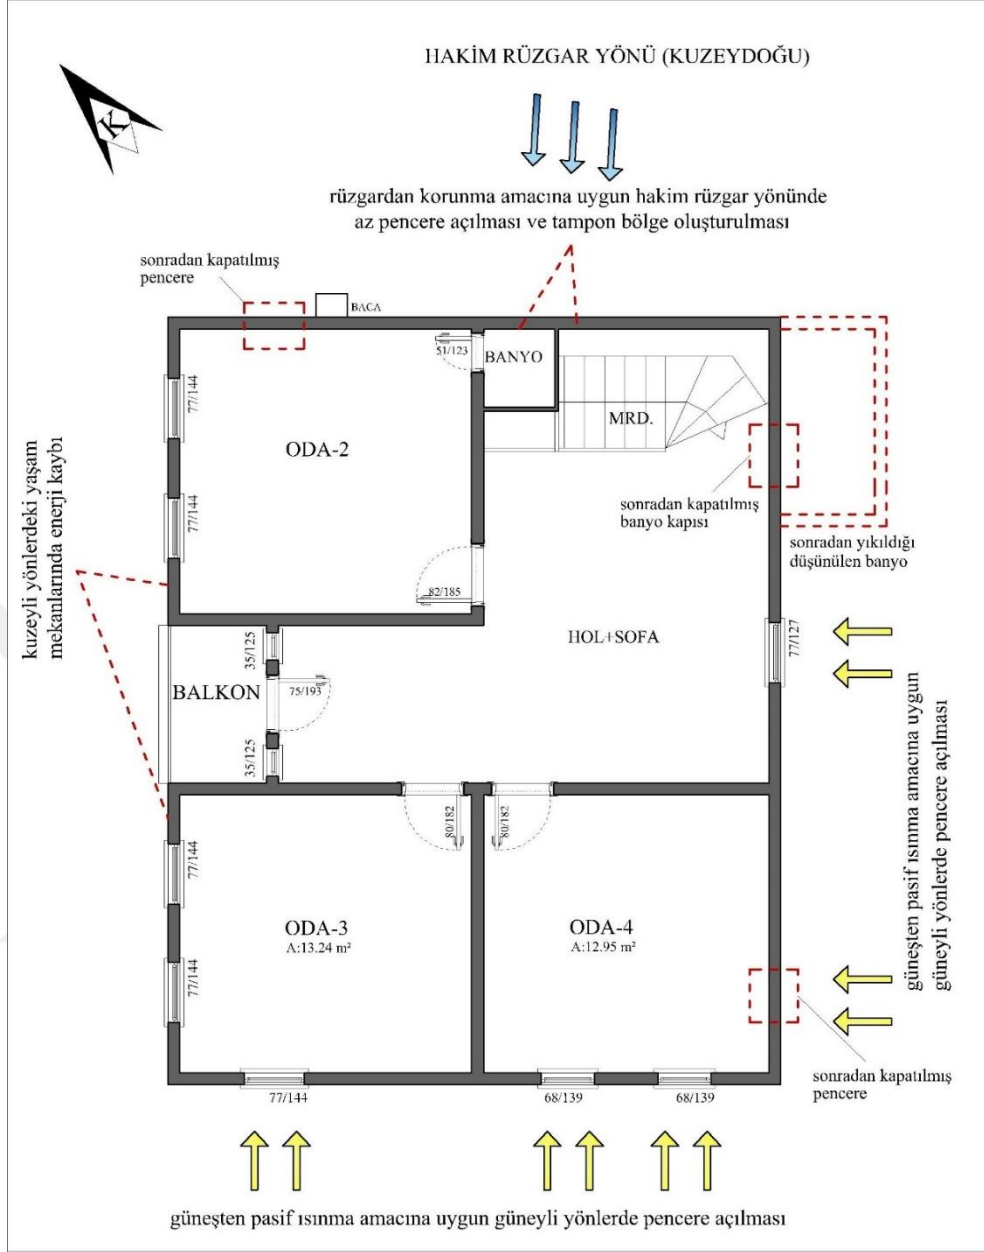 HAKİM RÜZGAR YÖNÜ (KUZEYDOĞU)
K
rüzgardan korunma amacına uygun hakim rüzgar yönünde
az pencere açılması ve tampon bölge oluşturulması
sonradan kapatılmış
pencere
BACA
51/123
BANYO
77/144
MRD.
ODA-2
kuzeyli yönlerdeki yaşam
mekanlarında enerji kaybı
77/144
sonradan kapatılmış
banyo kapısı
sonradan yıkıldığı
düşünülen banyo
82/185
35/125
HOL+SOFA
77/127
BALKON
75/193
35/125
güneşten pasif ısınma amacına uygun
güneyli yönlerde pencere açılması
80/182
80/182
77/144
ODA-3
A:13.24 m²
ODA-4
A:12.95 m²
77/144
sonradan kapatılmış
pencere
77/144
68/139
68/139
güneşten pasif ısınma amacına uygun güneyli yönlerde pencere açılması